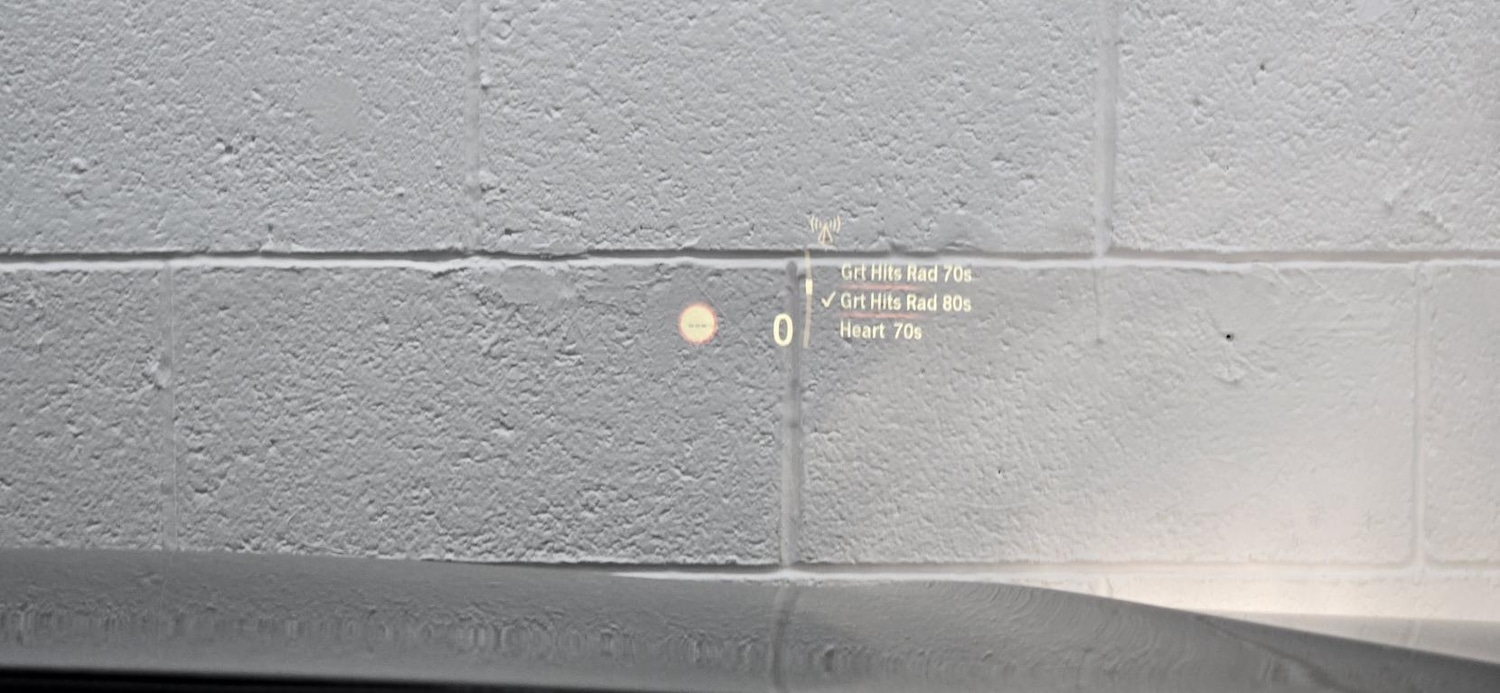 Grt Hits Rad 70s
✓ Grt Hits Rad 80s
0
Heart 70s